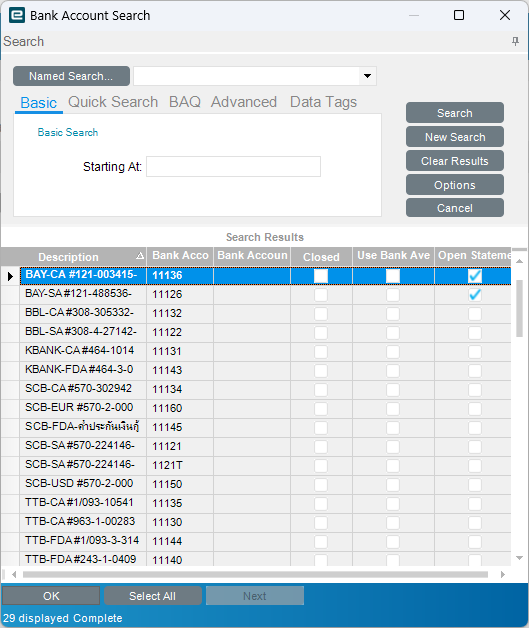 Bank Account Search
Search
Named Search...
Basic Quick Search BAQ Advanced Data Tags
Basic Search
Starting At:
Search
New Search
Clear Results
Options
Cancel
Search Results
Description Bank Acco Bank Accoun Closed Use Bank Ave Open Stateme
BAY-CA #121-003415- 11136
BAY-SA#121-488536- 11126
BBL-CA#308-305332- 11132
BBL-SA#308-4-27142- 11122
KBANK-CA#464-1014 11131
KBANK-FDA#464-3-0 11143
SCB-CA#570-302942 11134
SCB-EUR #570-2-000 11160
SCB-FDA-ค้ำประกันเงินกู้ 11145
SCB-SA#570-224146- 11121
SCB-SA#570-224146- 1121T
SCB-USD #570-2-000 11150
TTB-CA#1/093-10541 11135
TTB-CA#963-1-00283 11130
TTB-FDA#1/093-3-314 11144
TTB-FDA#243-1-0409 11140
OK Select All Next
29 displayed Complete